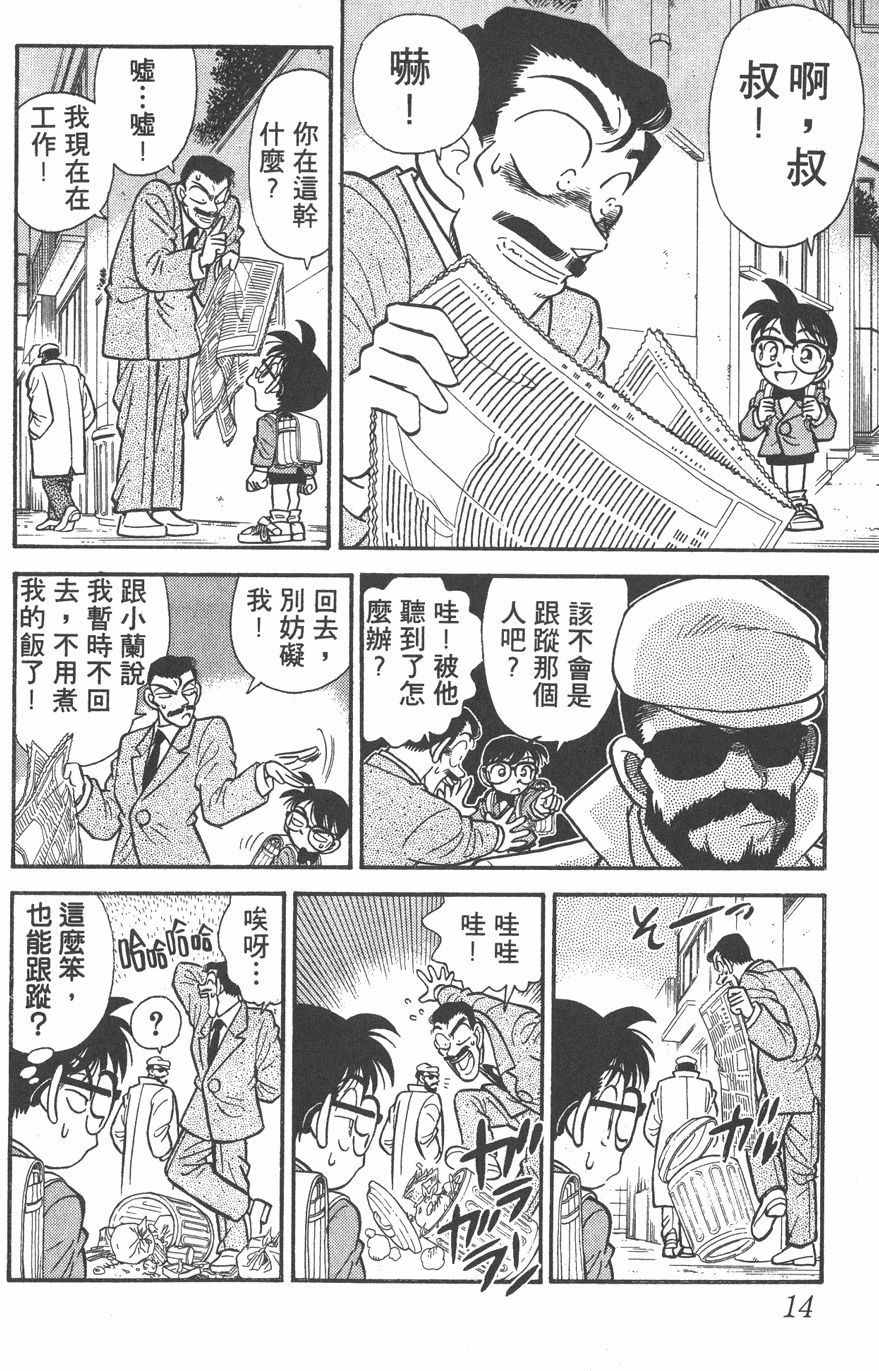 啊，叔
叔！
嚇！
你在這幹
什麼？
噓…噓！
我現在在
工作！
該不會是
跟蹤那個
人吧？
哇！被他
聽到了怎
麼辦？
回去，
別妨礙
我！
跟小蘭說
我暫時不回
去，不用煮
我的飯了！
そ～っ
ガガッ
哇哇
哇！
ガラ
ガラン
唉呀…
哈哈哈哈
？
這麼笨，
也能跟蹤？
14